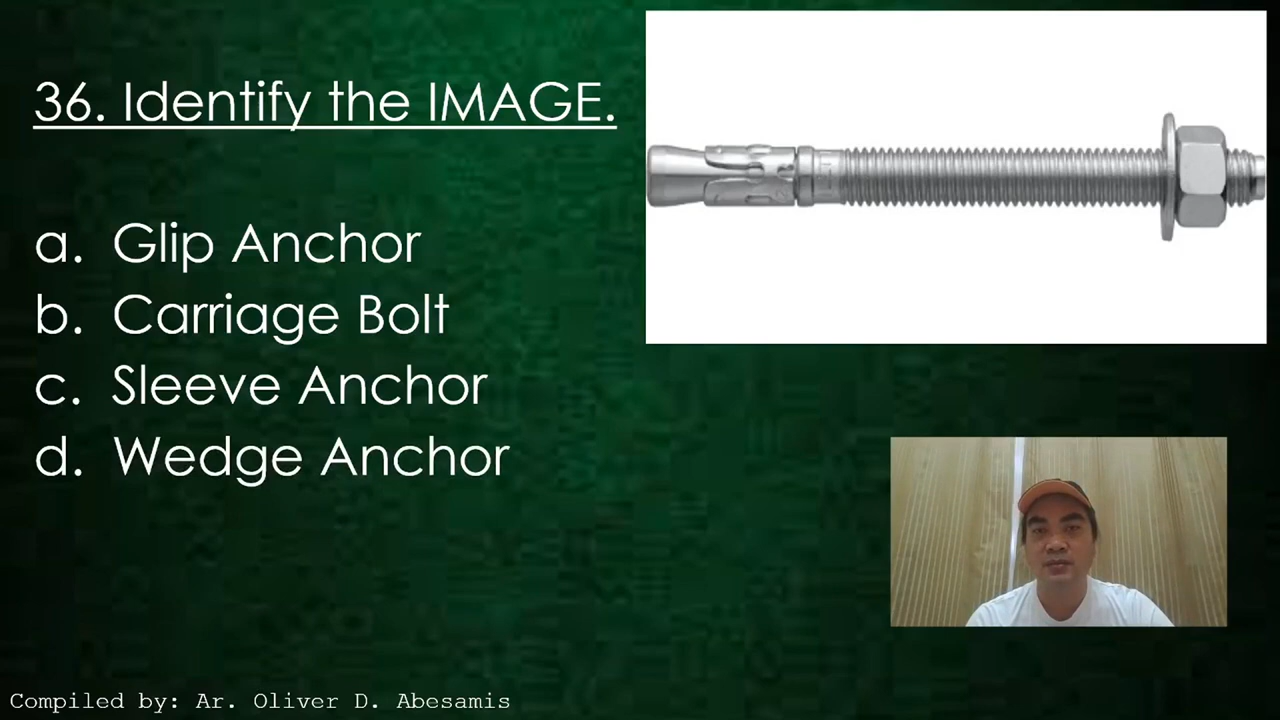 36. Identify the IMAGE.
a. Glip Anchor
b. Carriage Bolt
c. Sleeve Anchor
d. Wedge Anchor
Compiled by: Ar. Oliver D. Abesamis